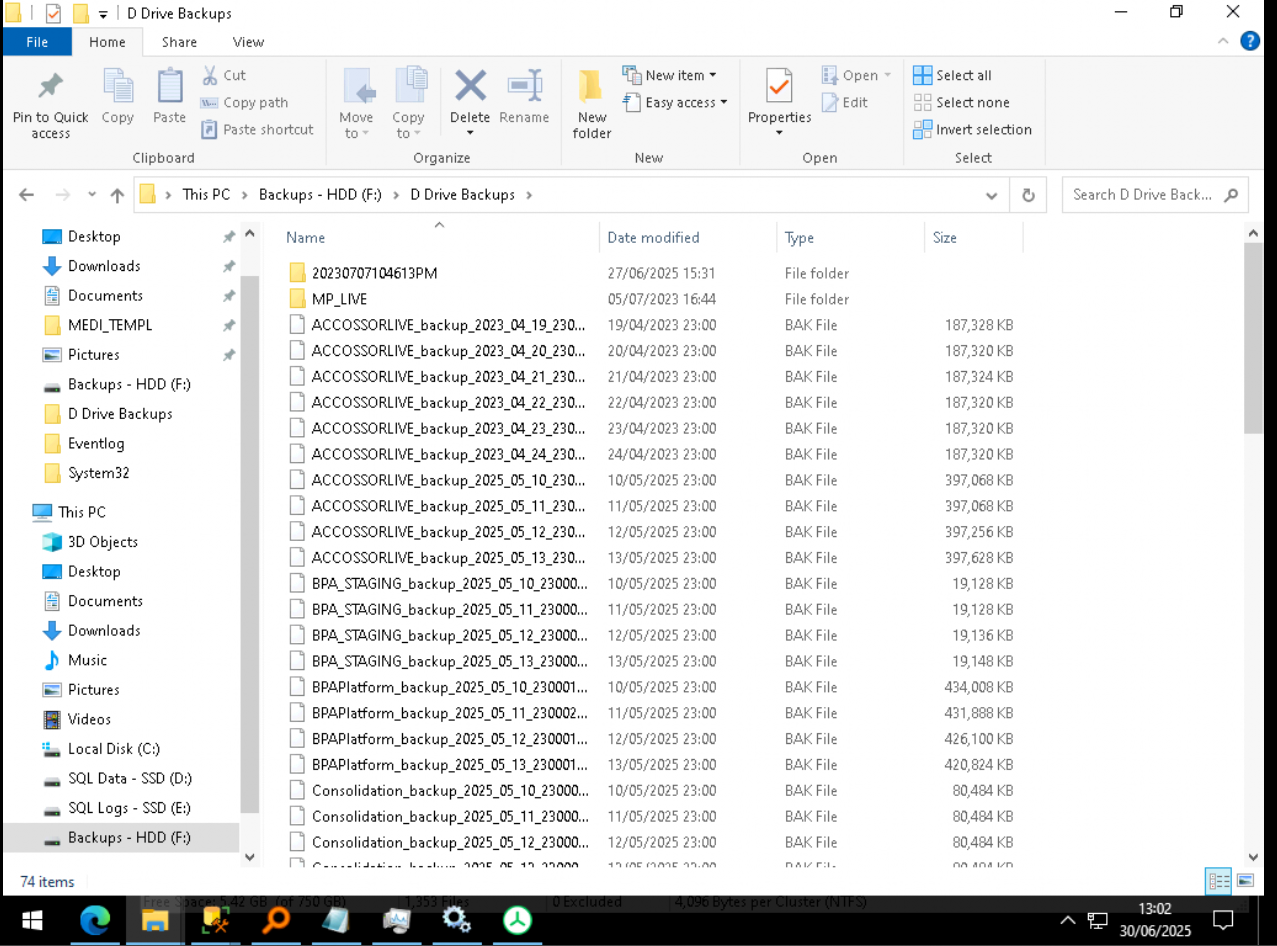 D Drive Backups
File Home Share View
Pin to Quick access
Copy
Paste
Cut
Copy path
Paste shortcut
Clipboard
Move to
Copy to
Delete
Rename
Organize
New folder
New item
Easy access
New
Properties
Open
Edit
Open
Select all
Select none
Invert selection
Select
This PC > Backups - HDD (F:) > D Drive Backups >
Search D Drive Back...
Desktop
Downloads
Documents
MEDI_TEMPL
Pictures
Backups - HDD (F:)
D Drive Backups
Eventlog
System32
This PC
3D Objects
Desktop
Documents
Downloads
Music
Pictures
Videos
Local Disk (C:)
SQL Data - SSD (D:)
SQL Logs - SSD (E:)
Backups - HDD (F:)
Name Date modified Type Size
20230707104613PM 27/06/2025 15:31 File folder
MP_LIVE 05/07/2023 16:44 File folder
ACCOSSORLIVE_backup_2023_04_19_230... 19/04/2023 23:00 BAK File 187,328 KB
ACCOSSORLIVE_backup_2023_04_20_230... 20/04/2023 23:00 BAK File 187,320 KB
ACCOSSORLIVE_backup_2023_04_21_230... 21/04/2023 23:00 BAK File 187,324 KB
ACCOSSORLIVE_backup_2023_04_22_230... 22/04/2023 23:00 BAK File 187,320 KB
ACCOSSORLIVE_backup_2023_04_23_230... 23/04/2023 23:00 BAK File 187,320 KB
ACCOSSORLIVE_backup_2023_04_24_230... 24/04/2023 23:00 BAK File 187,320 KB
ACCOSSORLIVE_backup_2025_05_10_230... 10/05/2025 23:00 BAK File 397,068 KB
ACCOSSORLIVE_backup_2025_05_11_230... 11/05/2025 23:00 BAK File 397,068 KB
ACCOSSORLIVE_backup_2025_05_12_230... 12/05/2025 23:00 BAK File 397,256 KB
ACCOSSORLIVE_backup_2025_05_13_230... 13/05/2025 23:00 BAK File 397,628 KB
BPA_STAGING_backup_2025_05_10_23000... 10/05/2025 23:00 BAK File 19,128 KB
BPA_STAGING_backup_2025_05_11_23000... 11/05/2025 23:00 BAK File 19,128 KB
BPA_STAGING_backup_2025_05_12_23000... 12/05/2025 23:00 BAK File 19,136 KB
BPA_STAGING_backup_2025_05_13_23000... 13/05/2025 23:00 BAK File 19,148 KB
BPAPlatform_backup_2025_05_10_230001... 10/05/2025 23:00 BAK File 434,008 KB
BPAPlatform_backup_2025_05_11_230002... 11/05/2025 23:00 BAK File 431,888 KB
BPAPlatform_backup_2025_05_12_230001... 12/05/2025 23:00 BAK File 426,100 KB
BPAPlatform_backup_2025_05_13_230001... 13/05/2025 23:00 BAK File 420,824 KB
Consolidation_backup_2025_05_10_23000... 10/05/2025 23:00 BAK File 80,484 KB
Consolidation_backup_2025_05_11_23000... 11/05/2025 23:00 BAK File 80,484 KB
Consolidation_backup_2025_05_12_23000... 12/05/2025 23:00 BAK File 80,484 KB
74 items
Free Space: 5.42 GB (of 750 GB) 1,353 Files 0 Excluded 4,096 Bytes per Cluster (NTFS)
13:02
30/06/2025